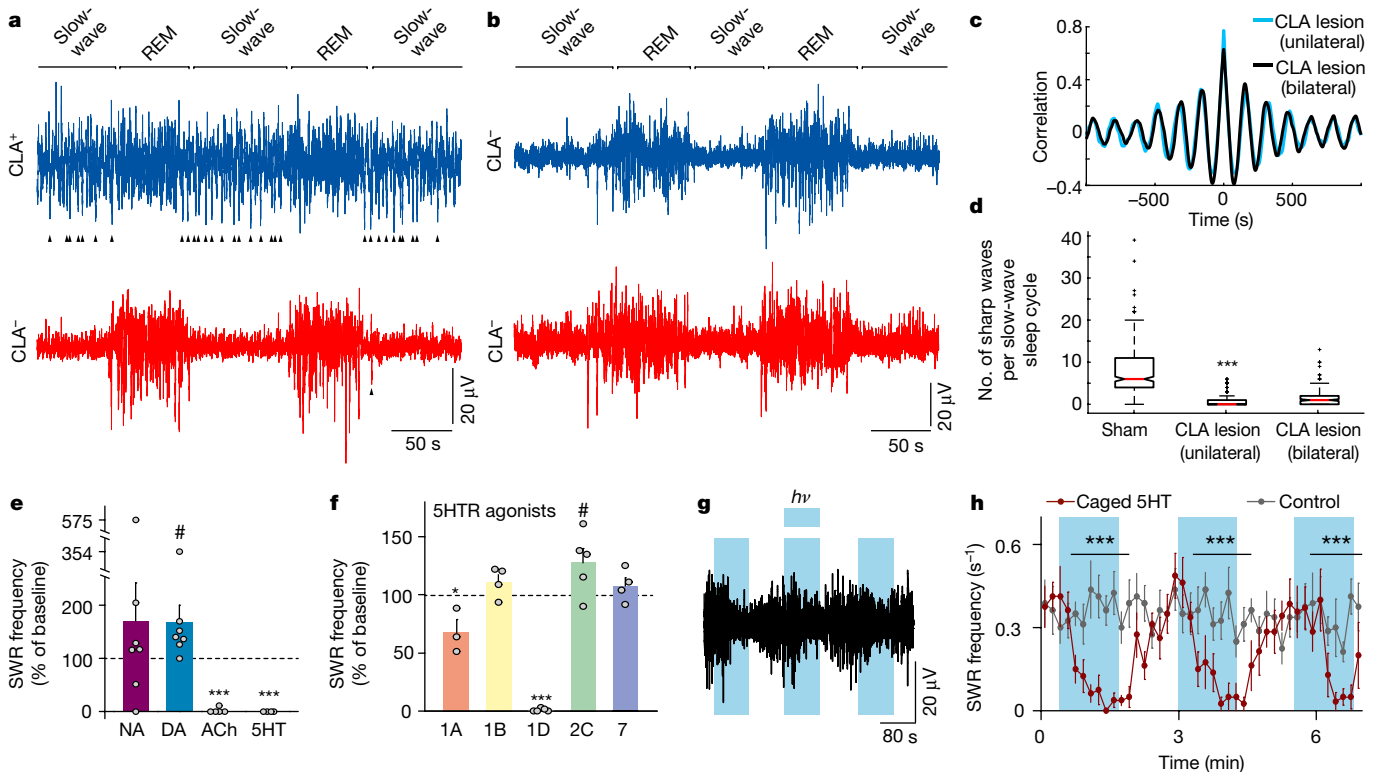 a
Slow-
wave
REM
Slow-
wave
REM
Slow-
wave
CLA+
CLA−
20 µV
50 s
b
Slow-
wave
REM
Slow-
wave
REM
Slow-
wave
CLA−
CLA−
20 µV
50 s
c
CLA lesion
(unilateral)
CLA lesion
(bilateral)
Correlation
0.8
0.4
0
−0.4
−500
0
500
Time (s)
d
No. of sharp waves
per slow-wave
sleep cycle
40
30
20
10
0
***
Sham
CLA lesion
(unilateral)
CLA lesion
(bilateral)
e
SWR frequency
(% of baseline)
575
354
200
100
0
#
***
***
NA
DA
ACh
5HT
f
5HTR agonists
SWR frequency
(% of baseline)
150
100
50
0
*
***
#
1A
1B
1D
2C
7
g
hν
20 µV
80 s
h
Caged 5HT
Control
SWR frequency (s⁻¹)
0.6
0.3
0
***
***
***
0
3
6
Time (min)